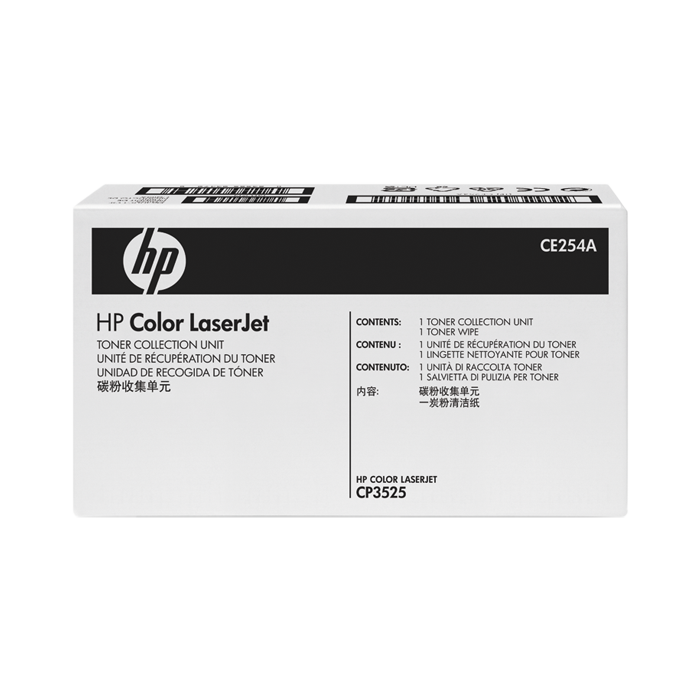 hp
CE254A
HP Color LaserJet
TONER COLLECTION UNIT
UNITÉ DE RÉCUPÉRATION DU TONER
UNIDAD DE RECOGIDA DE TÓNER
碳粉收集单元
CONTENTS: 1 TONER COLLECTION UNIT
1 TONER WIPE
CONTENU : 1 UNITÉ DE RÉCUPÉRATION DU TONER
1 LINGETTE NETTOYANTE POUR TONER
CONTENUTO: 1 UNITÀ DI RACCOLTA TONER
1 SALVIETTA DI PULIZIA PER TONER
内容: 碳粉收集单元
一炭粉清洁纸
HP COLOR LASERJET
CP3525